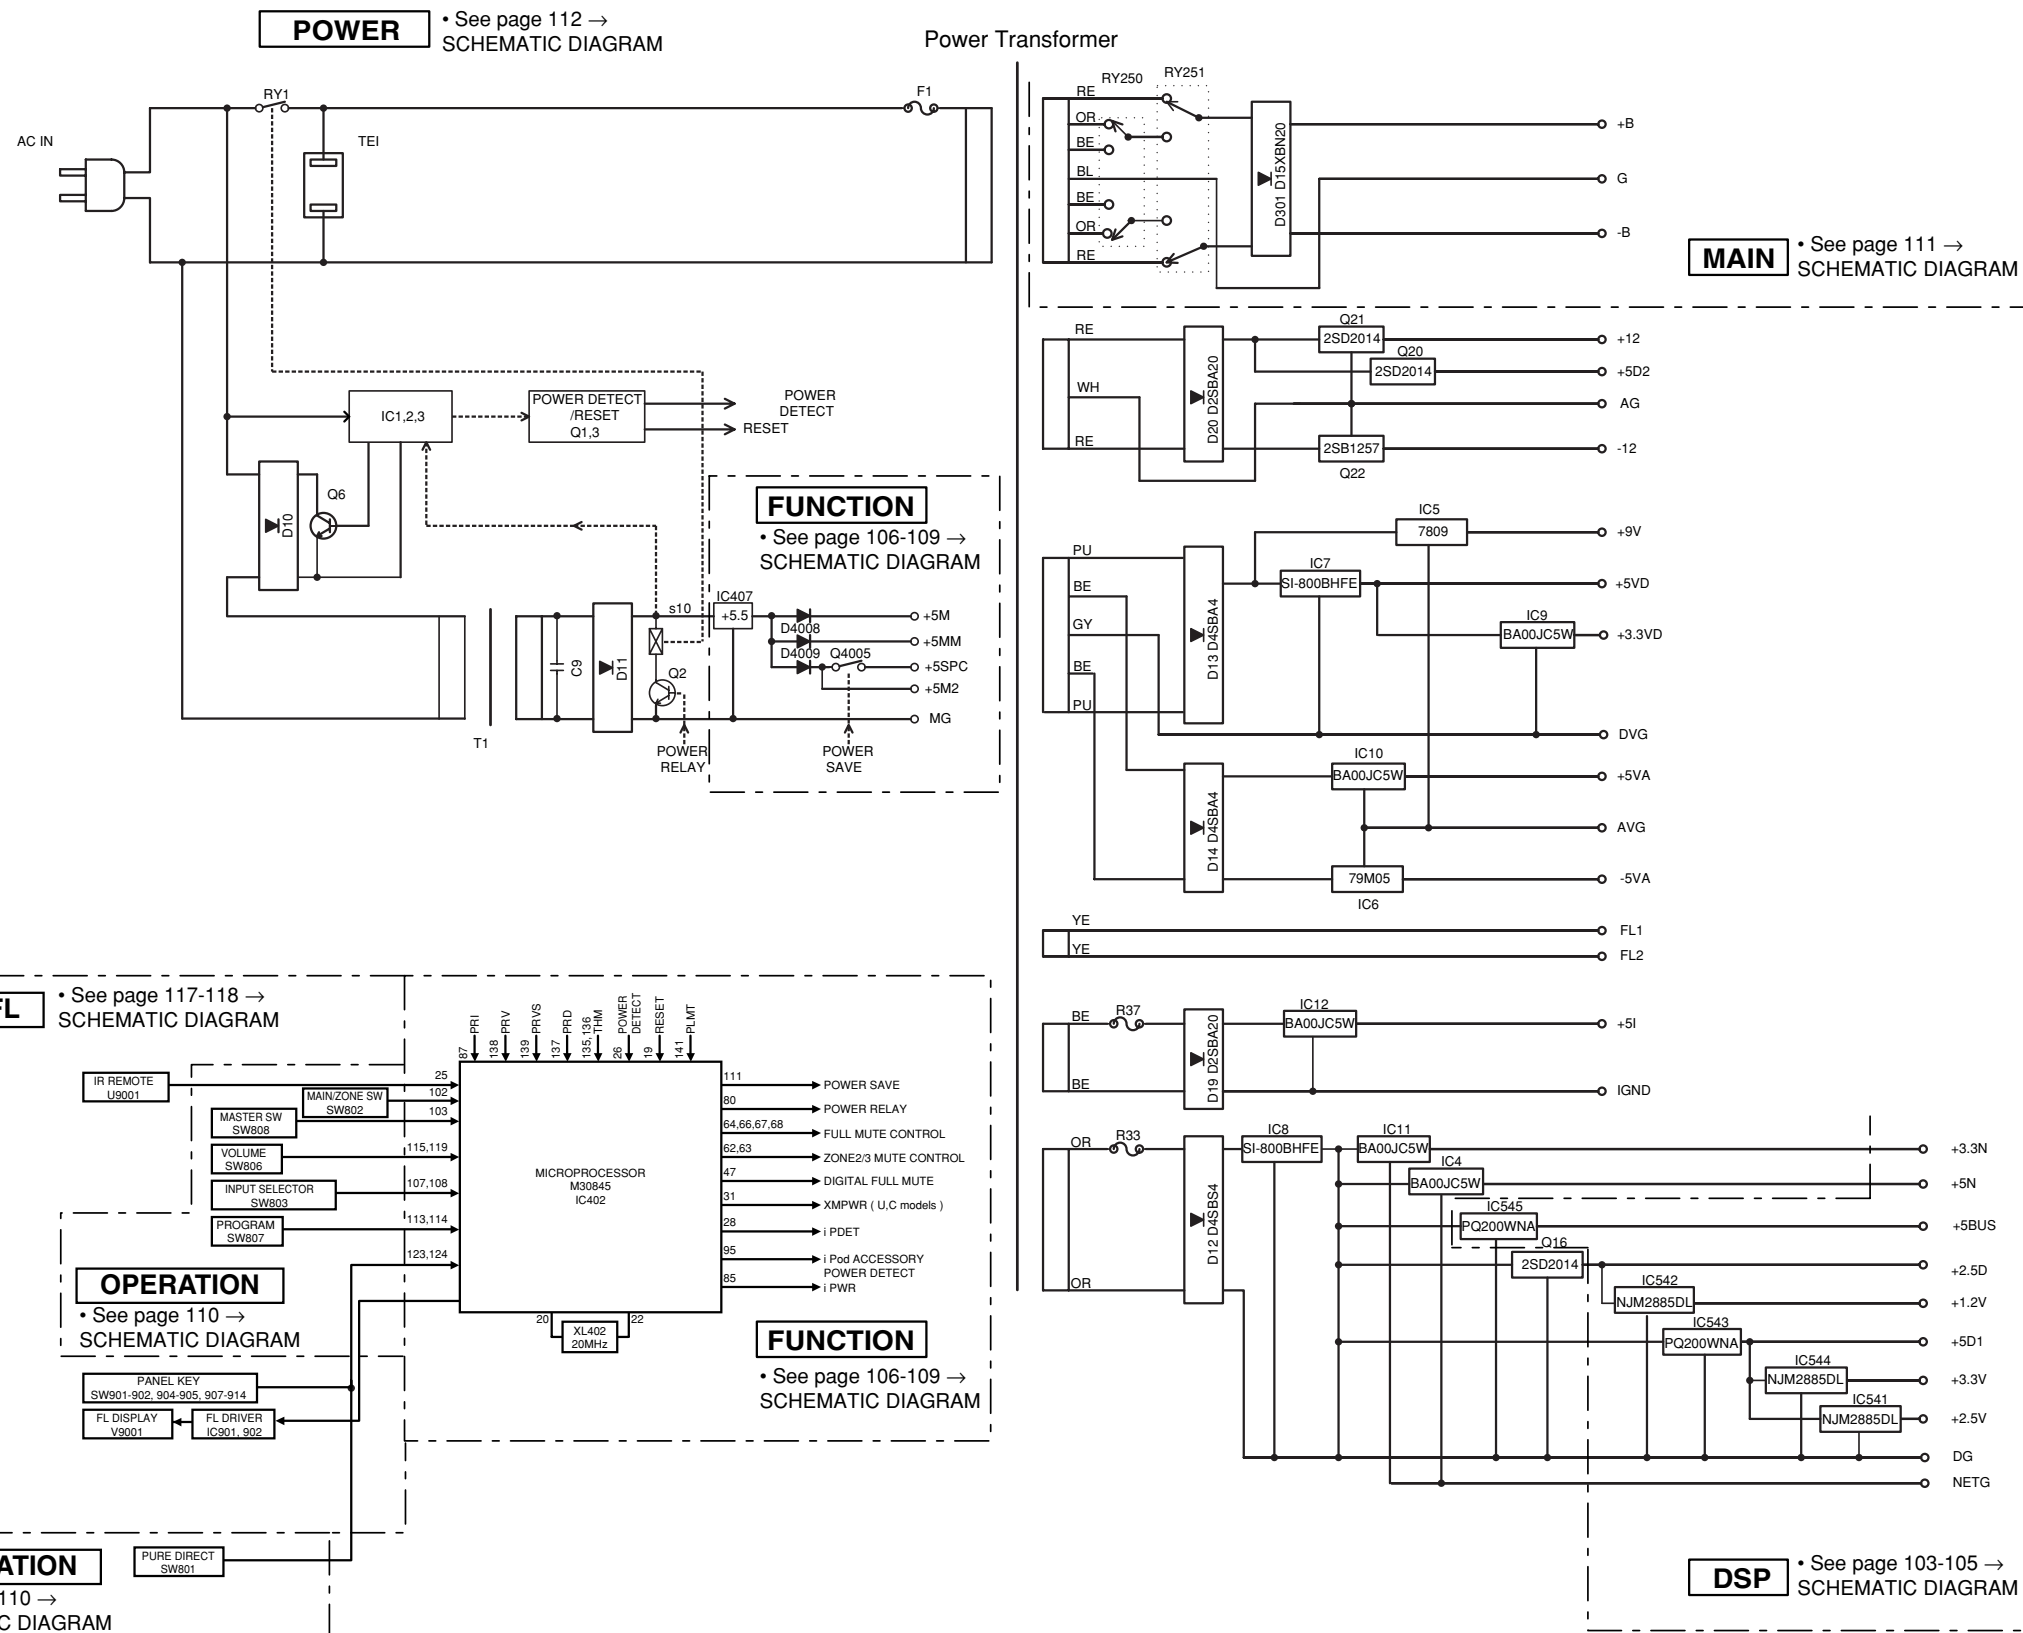 POWER
• See page 112 →
SCHEMATIC DIAGRAM
Power Transformer
AC IN
RY1
TEI
F1
RY250
RY251
RE
OR
BE
BL
BE
OR
RE
D301 D15XBN20
+B
G
-B
MAIN
• See page 111 →
SCHEMATIC DIAGRAM
RE
WH
RE
D20 D2SBA20
Q21
2SD2014
Q20
2SD2014
2SB1257
Q22
+12
+5D2
AG
-12
IC1,2,3
POWER DETECT
/RESET
Q1,3
POWER
DETECT
RESET
D10
Q6
FUNCTION
• See page 106-109 →
SCHEMATIC DIAGRAM
T1
C9
D11
s10
Q2
POWER
RELAY
IC407
+5.5
D4008
D4009
Q4005
POWER
SAVE
+5M
+5MM
+5SPC
+5M2
MG
PU
BE
GY
BE
PU
D13 D4SBA4
D14 D4SBA4
IC5
7809
IC7
SI-800BHFE
IC9
BA00JC5W
IC10
BA00JC5W
79M05
IC6
+9V
+5VD
+3.3VD
DVG
+5VA
AVG
-5VA
YE
YE
FL1
FL2
BE
R37
BE
D19 D2SBA20
IC12
BA00JC5W
+5I
IGND
OR
R33
OR
D12 D4SBS4
IC8
SI-800BHFE
IC11
BA00JC5W
IC4
BA00JC5W
IC545
PQ200WNA
Q16
2SD2014
IC542
NJM2885DL
IC543
PQ200WNA
IC544
NJM2885DL
IC541
NJM2885DL
+3.3N
+5N
+5BUS
+2.5D
+1.2V
+5D1
+3.3V
+2.5V
DG
NETG
DSP
• See page 103-105 →
SCHEMATIC DIAGRAM
FL
• See page 117-118 →
SCHEMATIC DIAGRAM
87 PRI
138 PRV
139 PRVS
137 PRD
135, 136 THM
26 POWER DETECT
19 RESET
141 PLMT
IR REMOTE
U9001
25
MAIN/ZONE SW
SW802
102
MASTER SW
SW808
103
VOLUME
SW806
115,119
INPUT SELECTOR
SW803
107,108
PROGRAM
SW807
113,114
123,124
MICROPROCESSOR
M30845
IC402
111 POWER SAVE
80 POWER RELAY
64,66,67,68 FULL MUTE CONTROL
62,63 ZONE2/3 MUTE CONTROL
47 DIGITAL FULL MUTE
31 XMPWR ( U,C models )
28 i PDET
95 i Pod ACCESSORY
POWER DETECT
85 i PWR
20
22
XL402
20MHz
FUNCTION
• See page 106-109 →
SCHEMATIC DIAGRAM
OPERATION
• See page 110 →
SCHEMATIC DIAGRAM
PANEL KEY
SW901-902, 904-905, 907-914
FL DISPLAY
V9001
FL DRIVER
IC901, 902
PURE DIRECT
SW801
ATION
110 →
C DIAGRAM